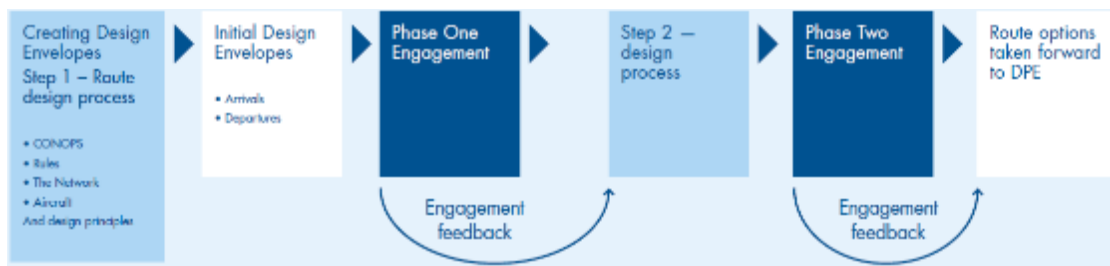 Creating Design
Envelopes
Step 1 – Route
design process
• CONOPS
• Rules
• The Network
• Aircraft
And design principles
Initial Design
Envelopes
• Arrivals
• Departures
Phase One
Engagement
Engagement
feedback
Step 2 –
design
process
Phase Two
Engagement
Engagement
feedback
Route options
taken forward
to DPE